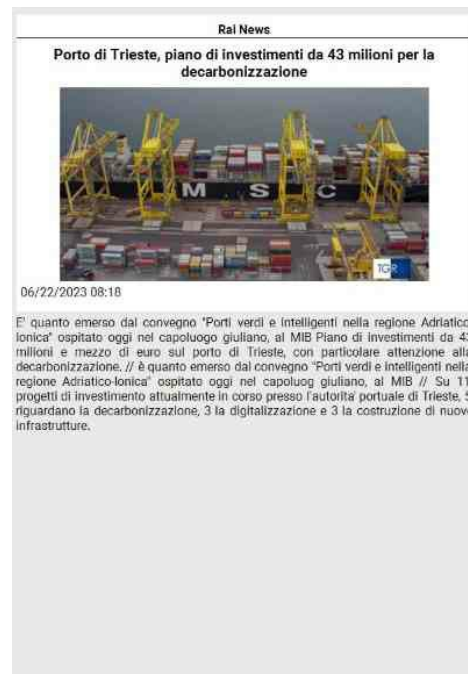 Rai News
Porto di Trieste, piano di investimenti da 43 milioni per la
decarbonizzazione
M S C
TGR
06/22/2023 08:18
E' quanto emerso dal convegno "Porti verdi e intelligenti nella regione Adriatico-
Ionica" ospitato oggi nel capoluogo giuliano, al MIB Piano di investimenti da 43
milioni e mezzo di euro sul porto di Trieste, con particolare attenzione alla
decarbonizzazione. // è quanto emerso dal convegno "Porti verdi e intelligenti nella
regione Adriatico-Ionica" ospitato oggi nel capoluog giuliano, al MIB // Su 11
progetti di investimento attualmente in corso presso l'autorita' portuale di Trieste, 5
riguardano la decarbonizzazione, 3 la digitalizzazione e 3 la costruzione di nuove
infrastrutture.